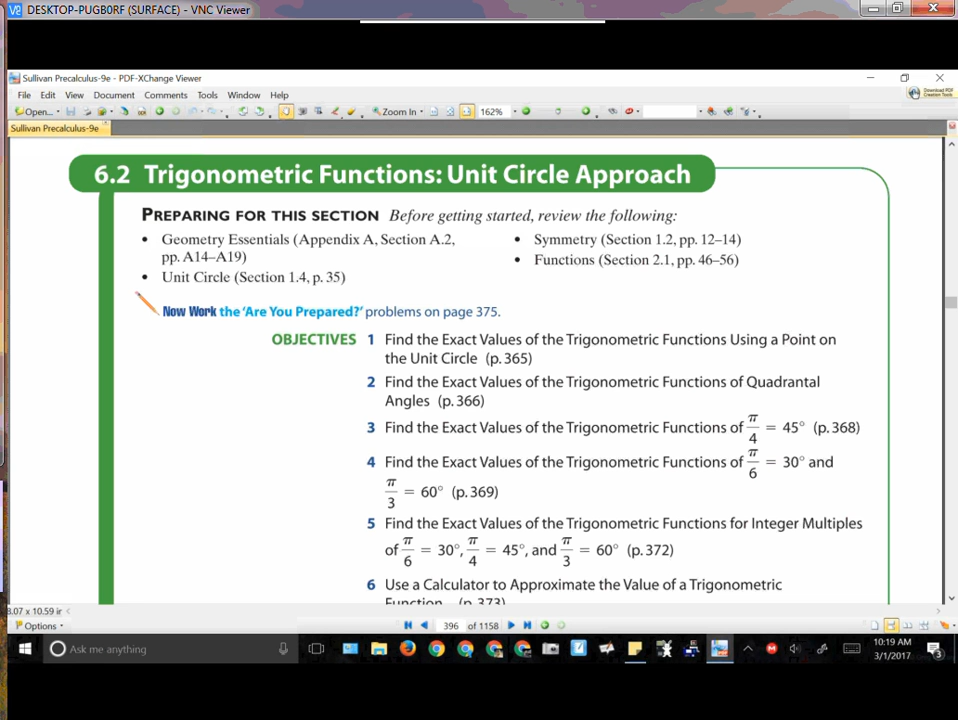 DESKTOP-PUGB0RF (SURFACE) - VNC Viewer
Sullivan Precalculus-9e - PDF-XChange Viewer
File Edit View Document Comments Tools Window Help
Open... Zoom In 162%
Sullivan Precalculus-9e
6.2 Trigonometric Functions: Unit Circle Approach
PREPARING FOR THIS SECTION Before getting started, review the following:
• Geometry Essentials (Appendix A, Section A.2,
pp. A14–A19)
• Unit Circle (Section 1.4, p. 35)
• Symmetry (Section 1.2, pp. 12–14)
• Functions (Section 2.1, pp. 46–56)
Now Work the 'Are You Prepared?' problems on page 375.
OBJECTIVES 1 Find the Exact Values of the Trigonometric Functions Using a Point on
the Unit Circle (p. 365)
2 Find the Exact Values of the Trigonometric Functions of Quadrantal
Angles (p. 366)
3 Find the Exact Values of the Trigonometric Functions of π/4 = 45° (p. 368)
4 Find the Exact Values of the Trigonometric Functions of π/6 = 30° and
π/3 = 60° (p. 369)
5 Find the Exact Values of the Trigonometric Functions for Integer Multiples
of π/6 = 30°, π/4 = 45°, and π/3 = 60° (p. 372)
6 Use a Calculator to Approximate the Value of a Trigonometric
Function (p. 373)
8.07 x 10.59 in
Options 396 of 1158
Ask me anything
10:19 AM
3/1/2017
3